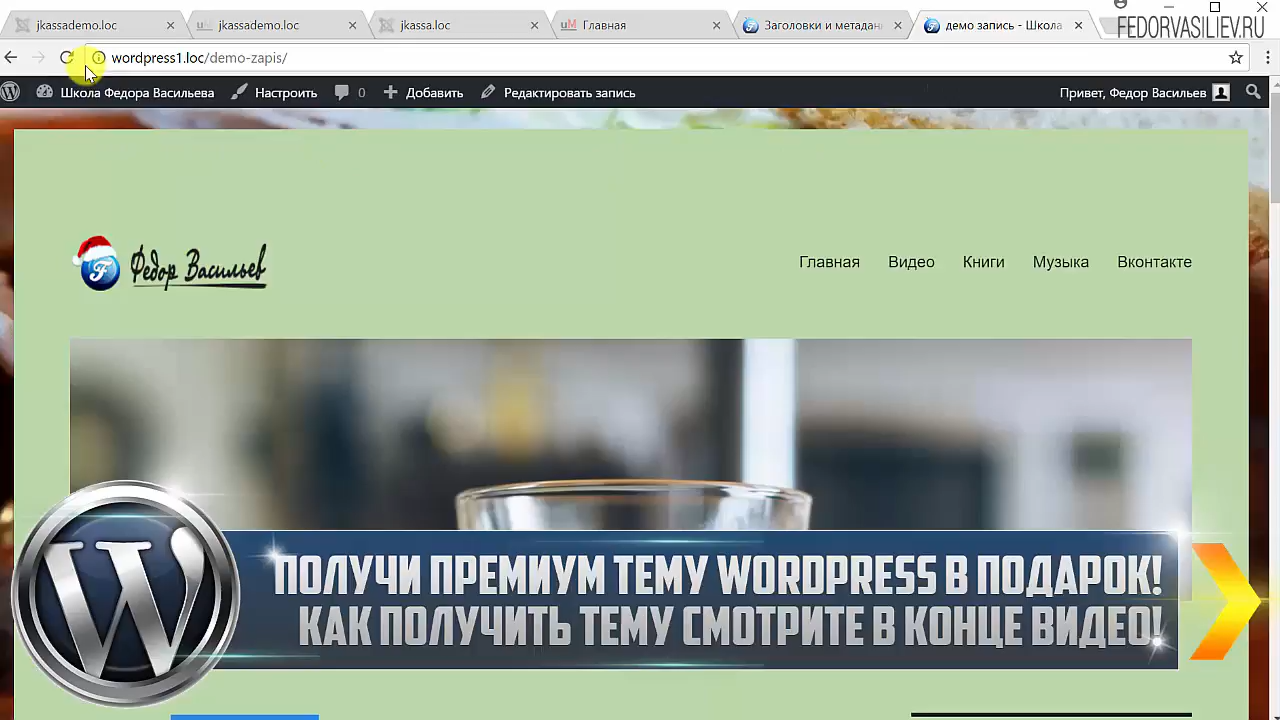 jkassademo.loc
jkassademo.loc
jkassa.loc
Главная
Заголовки и метадан
демо запись - Школа
FEDORVASILIEV.RU
wordpress1.loc/demo-zapis/
Школа Федора Васильева
Настроить
0
Добавить
Редактировать запись
Привет, Федор Васильев
Федор Васильев
Главная
Видео
Книги
Музыка
Вконтакте
ПОЛУЧИ ПРЕМИУМ ТЕМУ WORDPRESS В ПОДАРОК!
КАК ПОЛУЧИТЬ ТЕМУ СМОТРИТЕ В КОНЦЕ ВИДЕО!